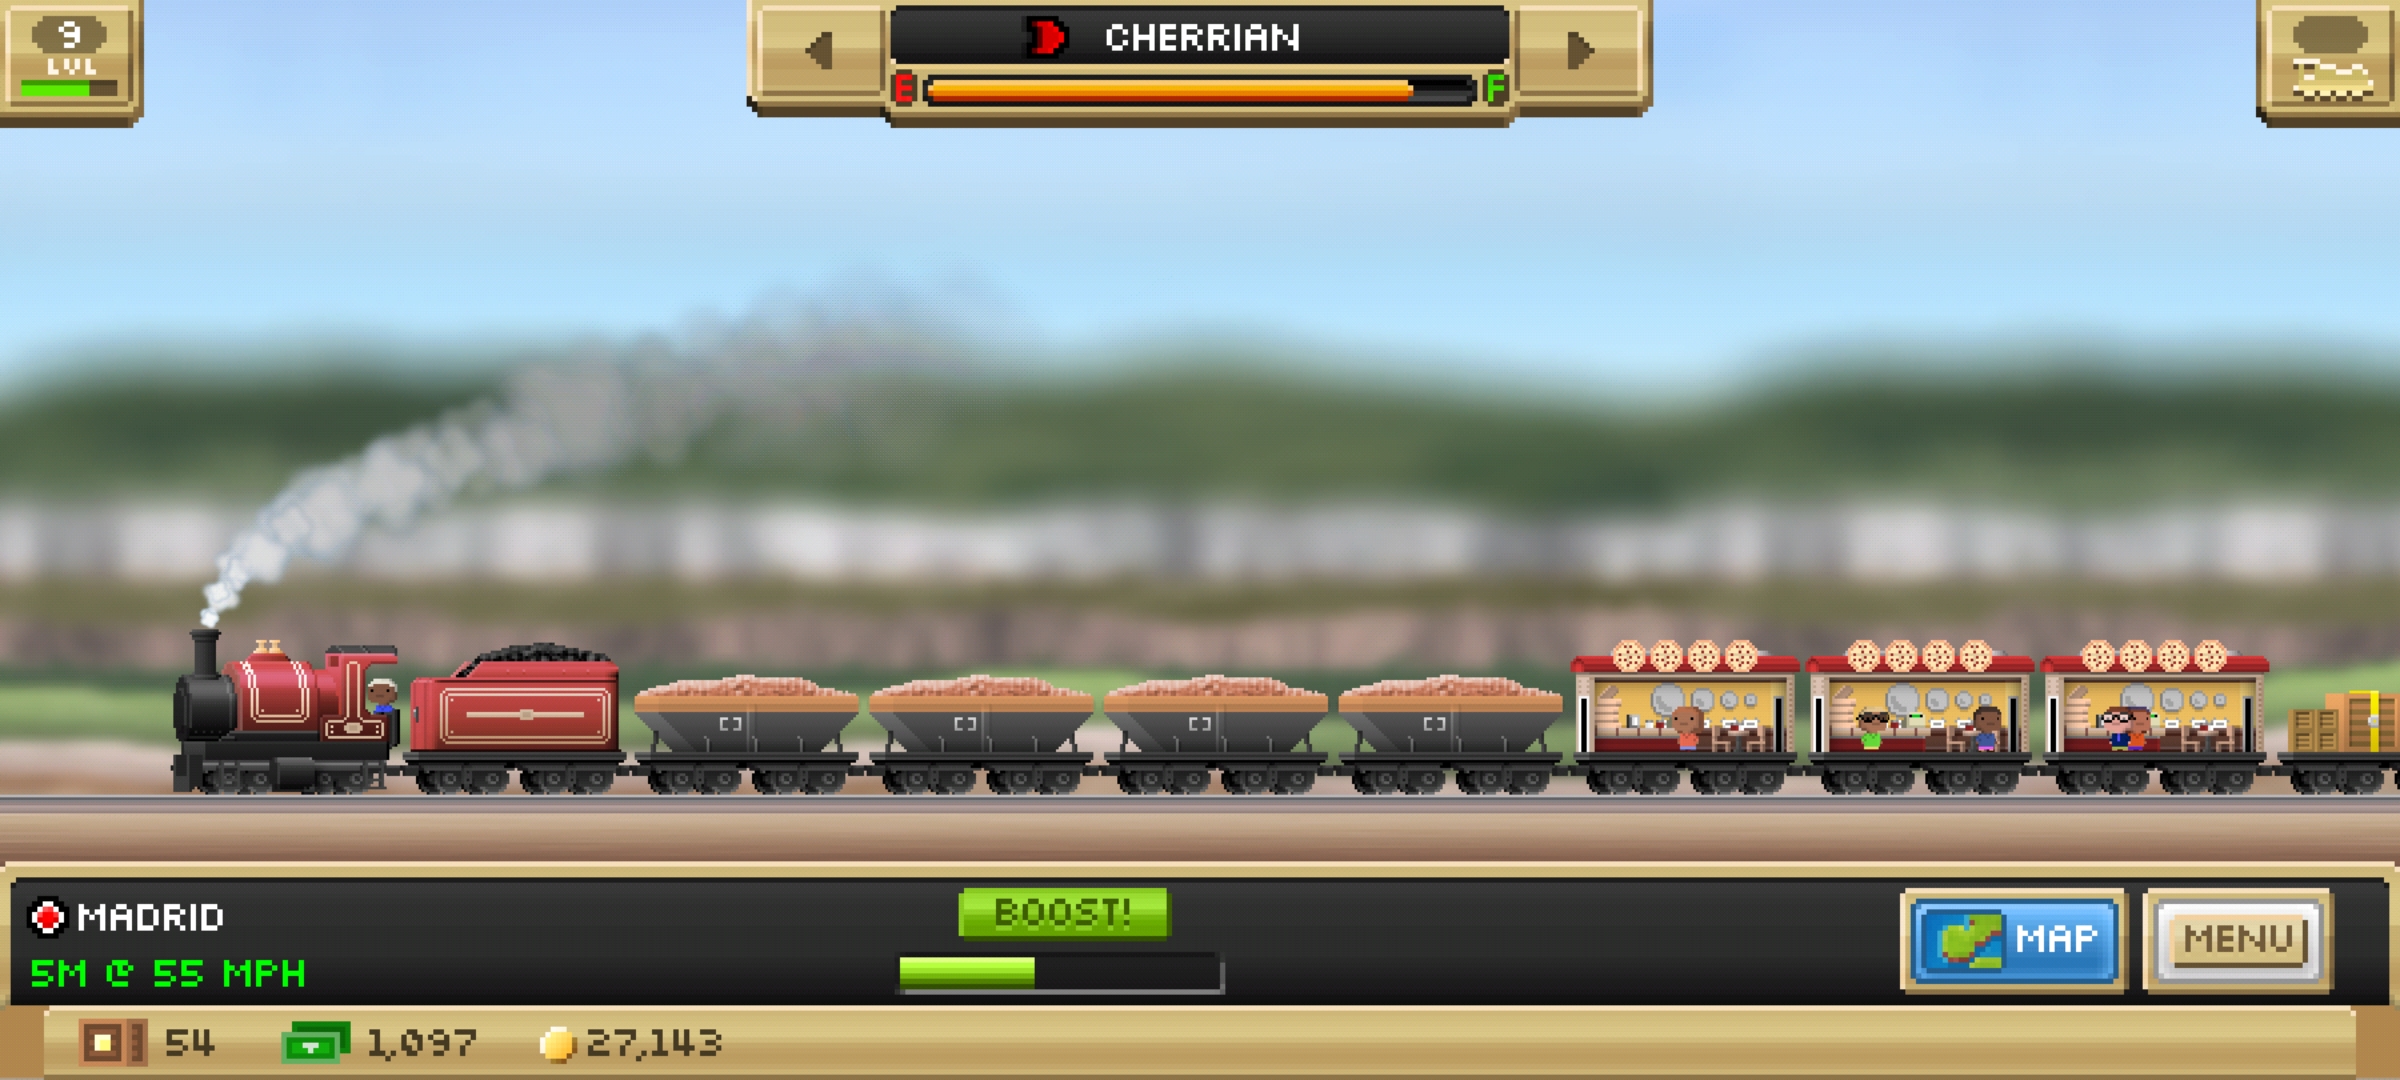 9
LVL
CHERRIAN
E F
MADRID
5M @ 55 MPH
BOOST!
MAP
MENU
54 1,097 27,143